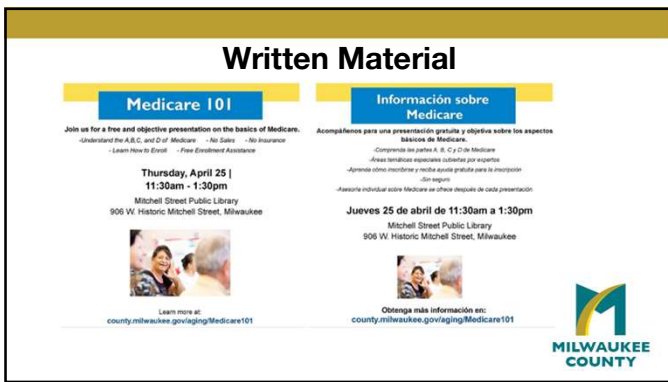 Written Material
Medicare 101
Join us for a free and objective presentation on the basics of Medicare.
-Understand the A,B,C, and D of Medicare -No Sales -No Insurance
-Learn How to Enroll -Free Enrollment Assistance
Thursday, April 25 |
11:30am - 1:30pm
Mitchell Street Public Library
906 W. Historic Mitchell Street, Milwaukee
Learn more at:
county.milwaukee.gov/aging/Medicare101
Información sobre
Medicare
Acompáñenos para una presentación gratuita y objetiva sobre los aspectos
básicos de Medicare.
-Comprenda las partes A, B, C y D de Medicare
-Áreas temáticas especiales cubiertas por expertos
-Aprenda cómo inscribirse y reciba ayuda gratuita para la inscripción
-Sin seguro
-Asesoría individual sobre Medicare se ofrece después de cada presentación
Jueves 25 de abril de 11:30am a 1:30pm
Mitchell Street Public Library
906 W. Historic Mitchell Street, Milwaukee
Obtenga más información en:
county.milwaukee.gov/aging/Medicare101
MILWAUKEE
COUNTY